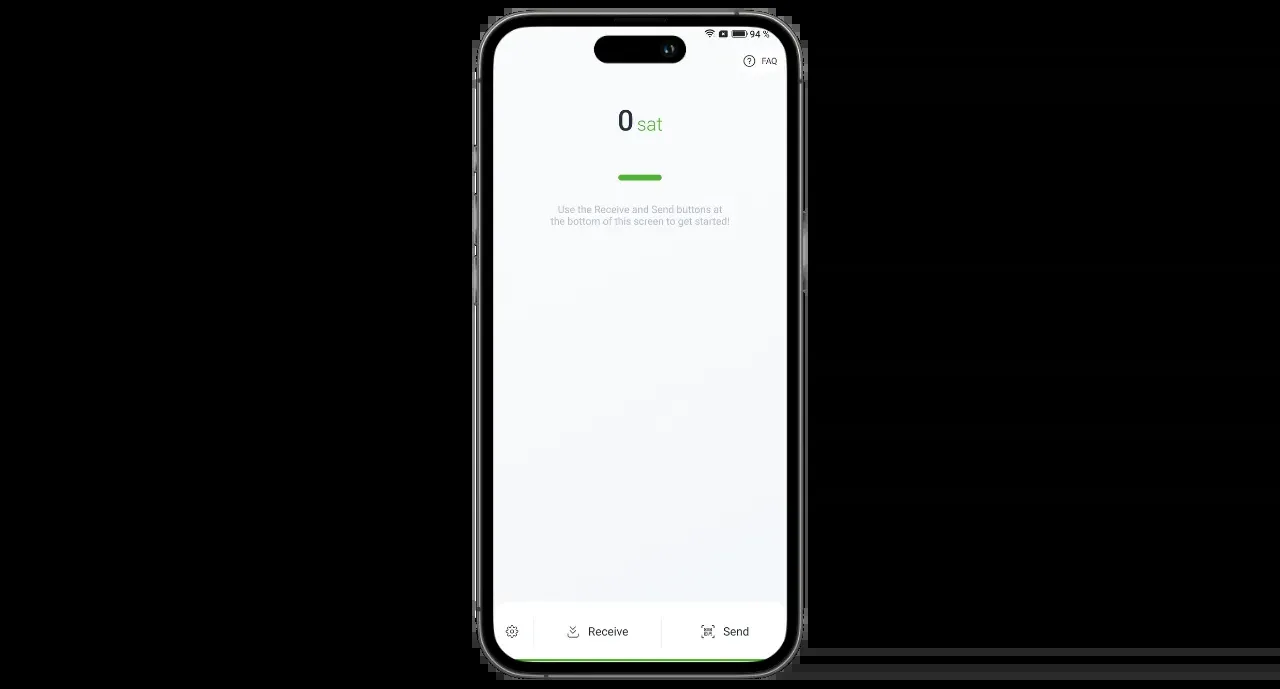 94 %
FAQ
0 sat
Use the Receive and Send buttons at
the bottom of this screen to get started!
Receive
Send